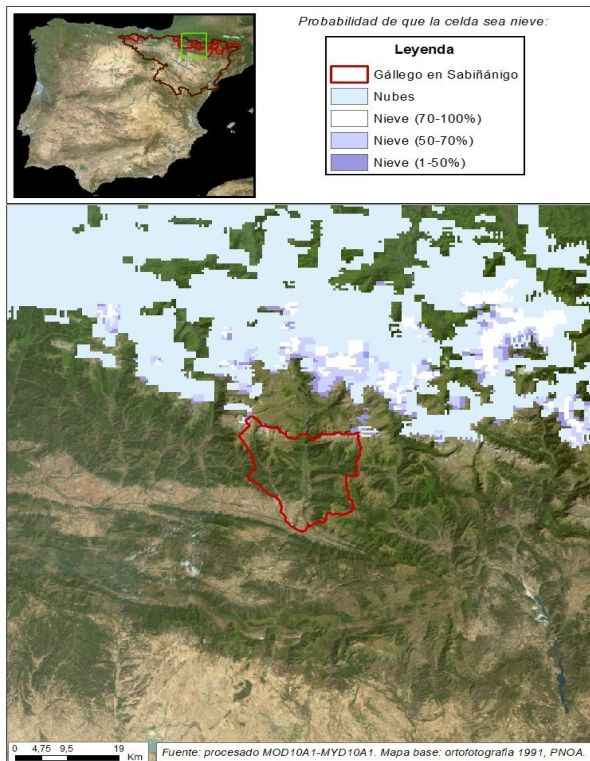 Probabilidad de que la celda sea nieve:
Leyenda
Gállego en Sabiñánigo
Nubes
Nieve (70-100%)
Nieve (50-70%)
Nieve (1-50%)
0 4,75 9,5 19
Km
Fuente: procesado MOD10A1-MYD10A1. Mapa base: ortofotografía 1991, PNOA.